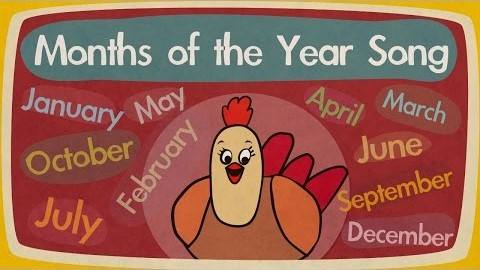 Months of the Year Song
January
May
April
March
October
February
June
July
September
December